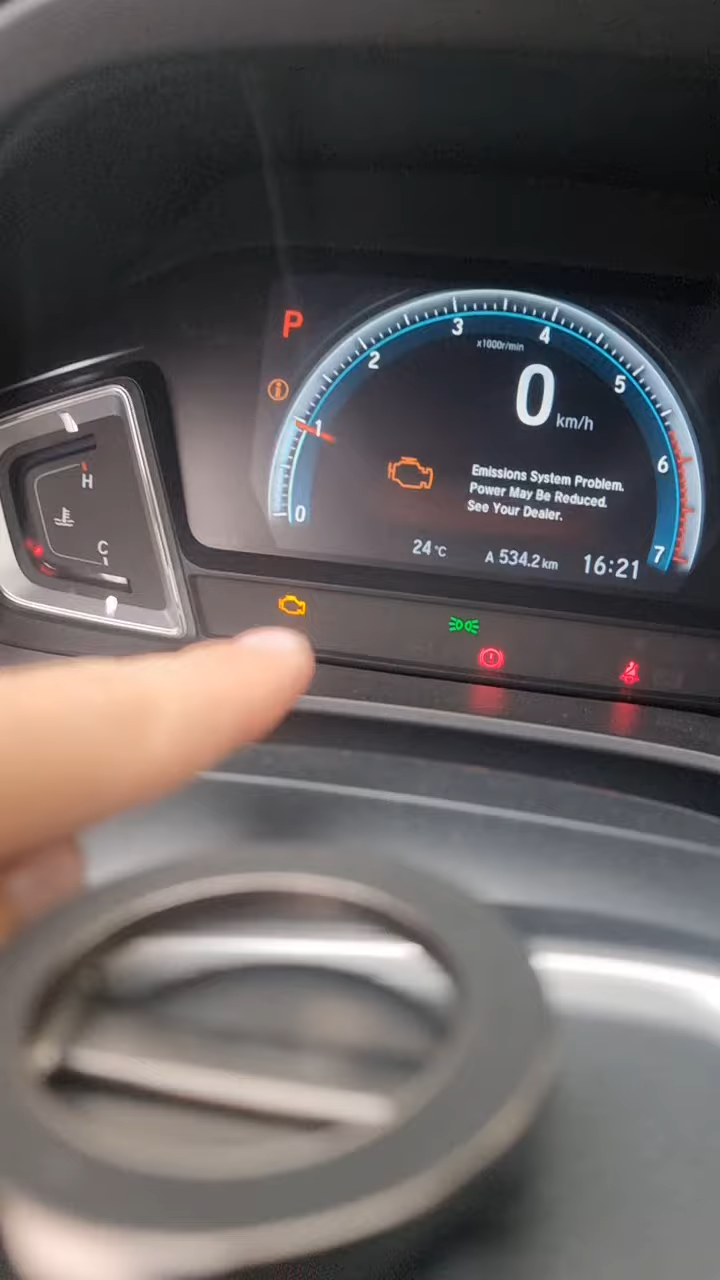 P
3
4
x1000r/min
2
5
0 km/h
1
6
H
Emissions System Problem.
Power May Be Reduced.
See Your Dealer.
0
7
C
24°C
A 534.2 km
16:21